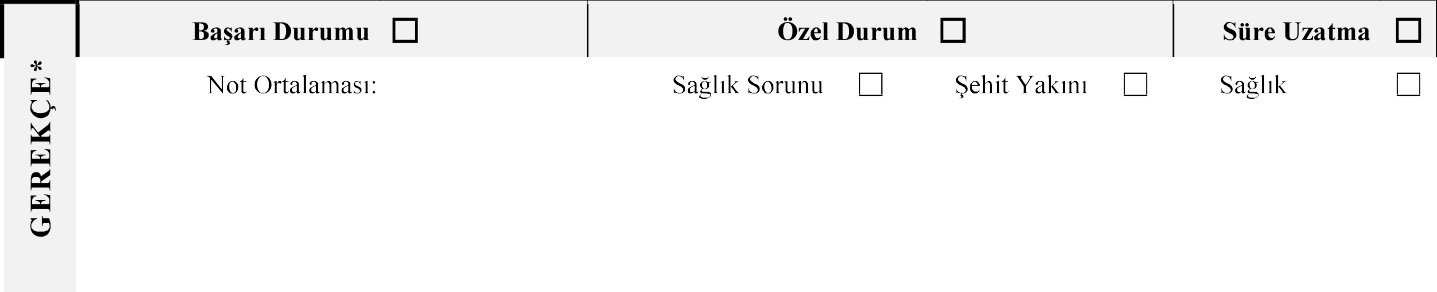 Başarı Durumu ☐ Özel Durum ☐ Süre Uzatma ☐
Not Ortalaması: Sağlık Sorunu ☐ Şehit Yakını ☐ Sağlık ☐
GEREKÇE*